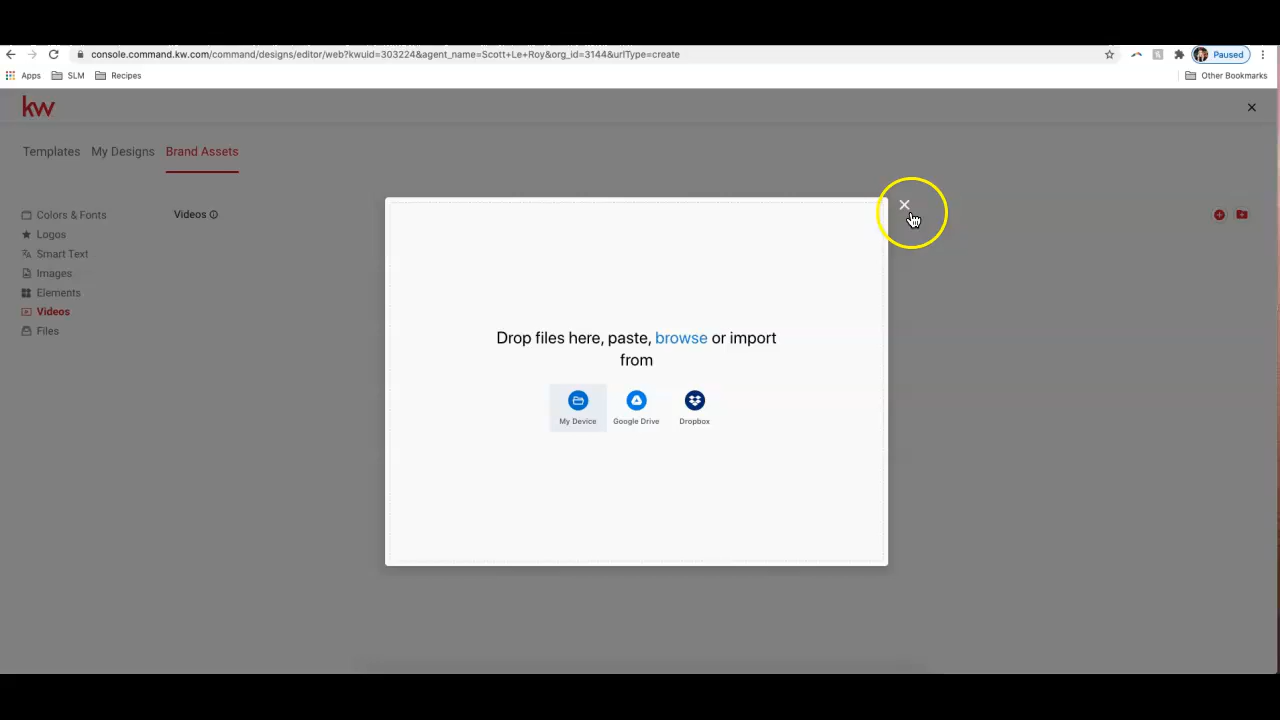 console.command.kw.com/command/designs/editor/web?kwuid=303224&agent_name=Scott+Le+Roy&org_id=3144&urlType=create
Paused
Apps
SLM
Recipes
Other Bookmarks
kw
Templates
My Designs
Brand Assets
Colors & Fonts
Logos
Smart Text
Images
Elements
Videos
Files
Videos
Drop files here, paste, browse or import
from
My Device
Google Drive
Dropbox